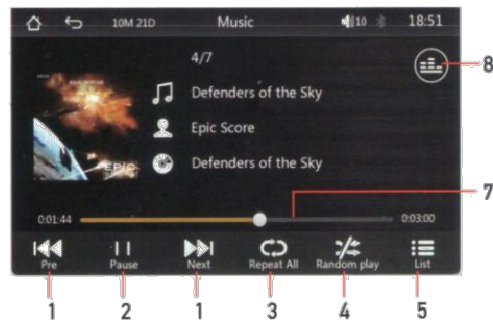 10M 21D Music 10 18:51
4/7
Defenders of the Sky
Epic Score
Defenders of the Sky
EPIC
0:01:44 0:03:00
Pre Pause Next Repeat All Random play List
8
7
1 2 1 3 4 5